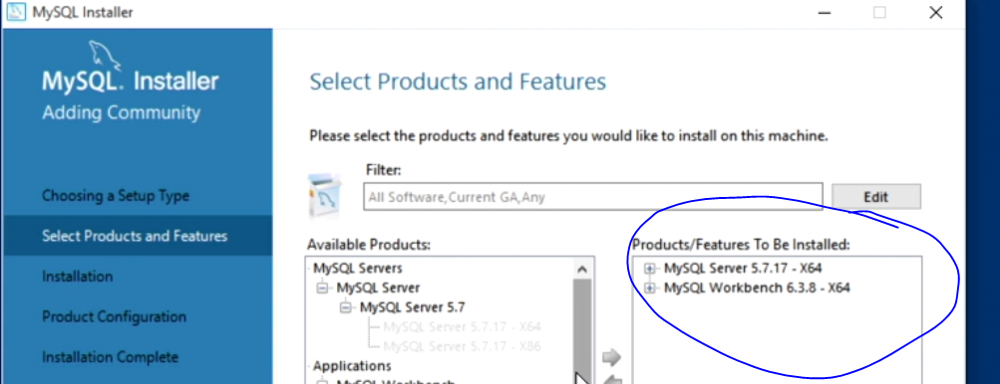 MySQL Installer
MySQL. Installer
Adding Community
Choosing a Setup Type
Select Products and Features
Installation
Product Configuration
Installation Complete
Select Products and Features
Please select the products and features you would like to install on this machine.
Filter:
All Software,Current GA,Any
Edit
Available Products:
MySQL Servers
MySQL Server
MySQL Server 5.7
MySQL Server 5.7.17 - X64
MySQL Server 5.7.17 - X86
Applications
MySQL Workbench
Products/Features To Be Installed:
MySQL Server 5.7.17 - X64
MySQL Workbench 6.3.8 - X64